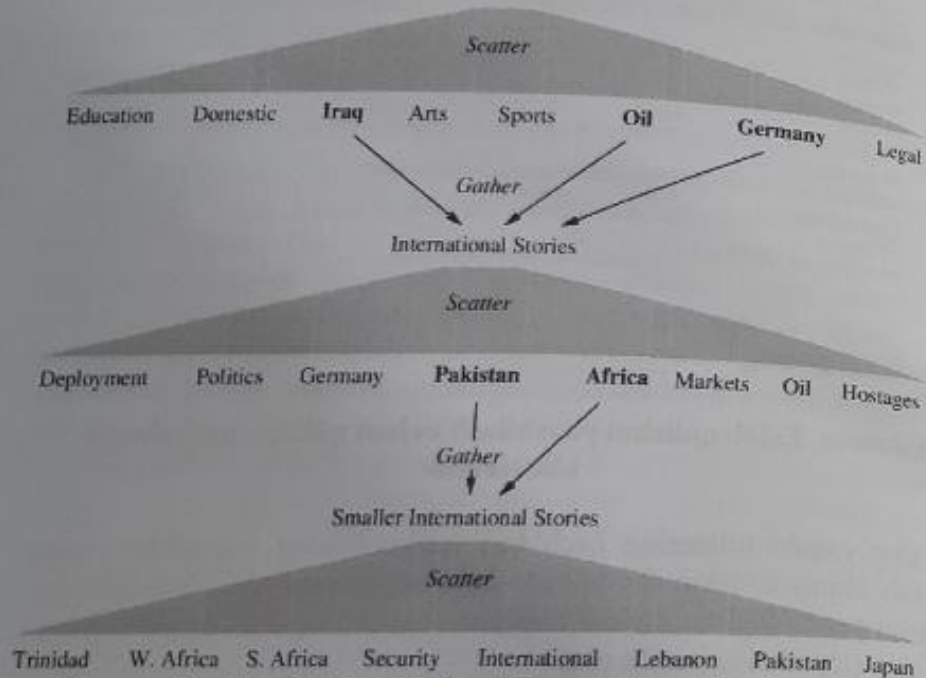 Scatter
Education Domestic Iraq Arts Sports Oil Germany Legal
Gather
International Stories
Scatter
Deployment Politics Germany Pakistan Africa Markets Oil Hostages
Gather
Smaller International Stories
Scatter
Trinidad W. Africa S. Africa Security International Lebanon Pakistan Japan